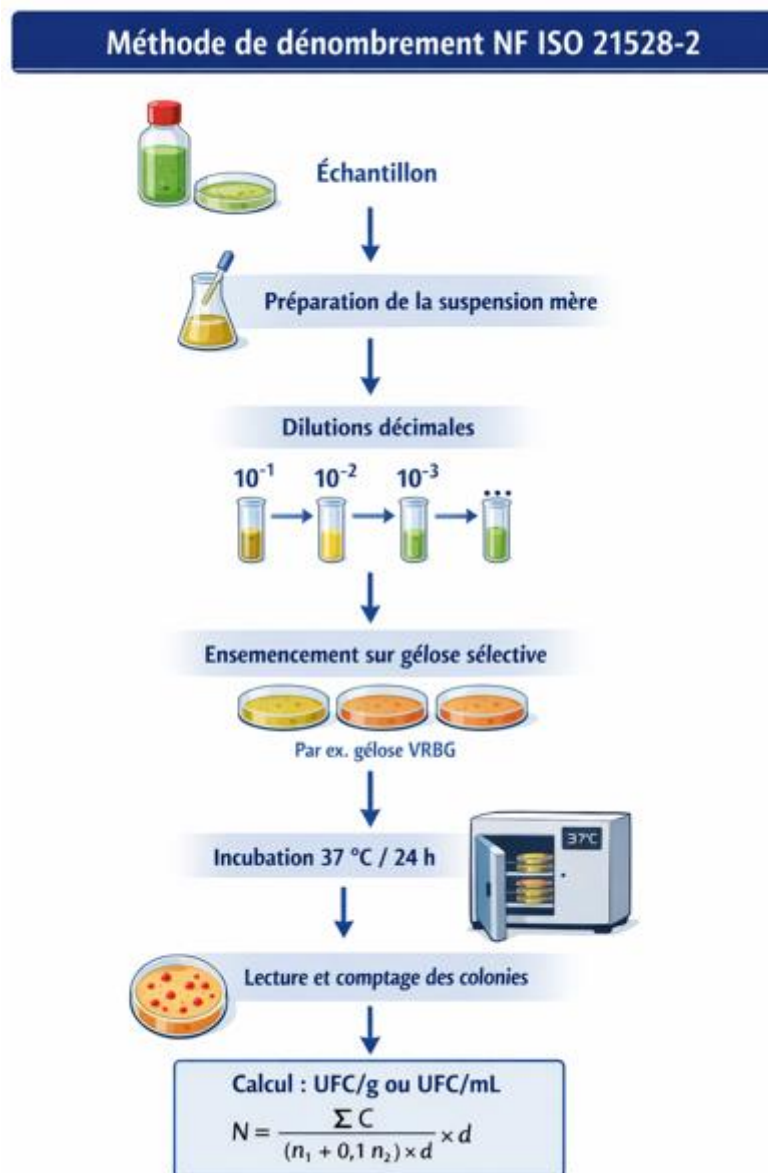 Méthode de dénombrement NF ISO 21528-2
Échantillon
Préparation de la suspension mère
Dilutions décimales
10⁻¹ 10⁻² 10⁻³ ...
Ensemencement sur gélose sélective
Par ex. gélose VRBG
Incubation 37 °C / 24 h
37°C
Lecture et comptage des colonies
Calcul : UFC/g ou UFC/mL
N = Σ C / ((n₁ + 0,1 n₂) × d) × d